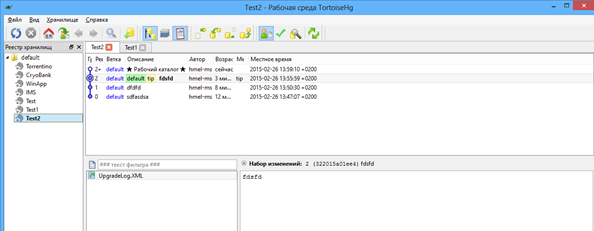 Test2 - Рабочая среда TortoiseHg
Файл Вид Хранилище Справка
Реестр хранилищ
default
Torrentino
CryoBank
WinApp
IMS
Test
Test1
Test2
Test2 Test1
Гр Рев Ветка Описание Автор Возрас Ме Местное время
2+ default ★ Рабочий каталог ★ hmel-ms сейчас 2015-02-26 13:59:10 +0200
2 default default tip fdsfd hmel-ms 3 ми... tip 2015-02-26 13:55:59 +0200
1 default dfdfd hmel-ms 8 ми... 2015-02-26 13:50:30 +0200
0 default sdfasdsa hmel-ms 12 м... 2015-02-26 13:47:07 +0200
### текст фильтра ###
Набор изменений: 2 (322015a01ee4) fdsfd
UpgradeLog.XML
fdsfd